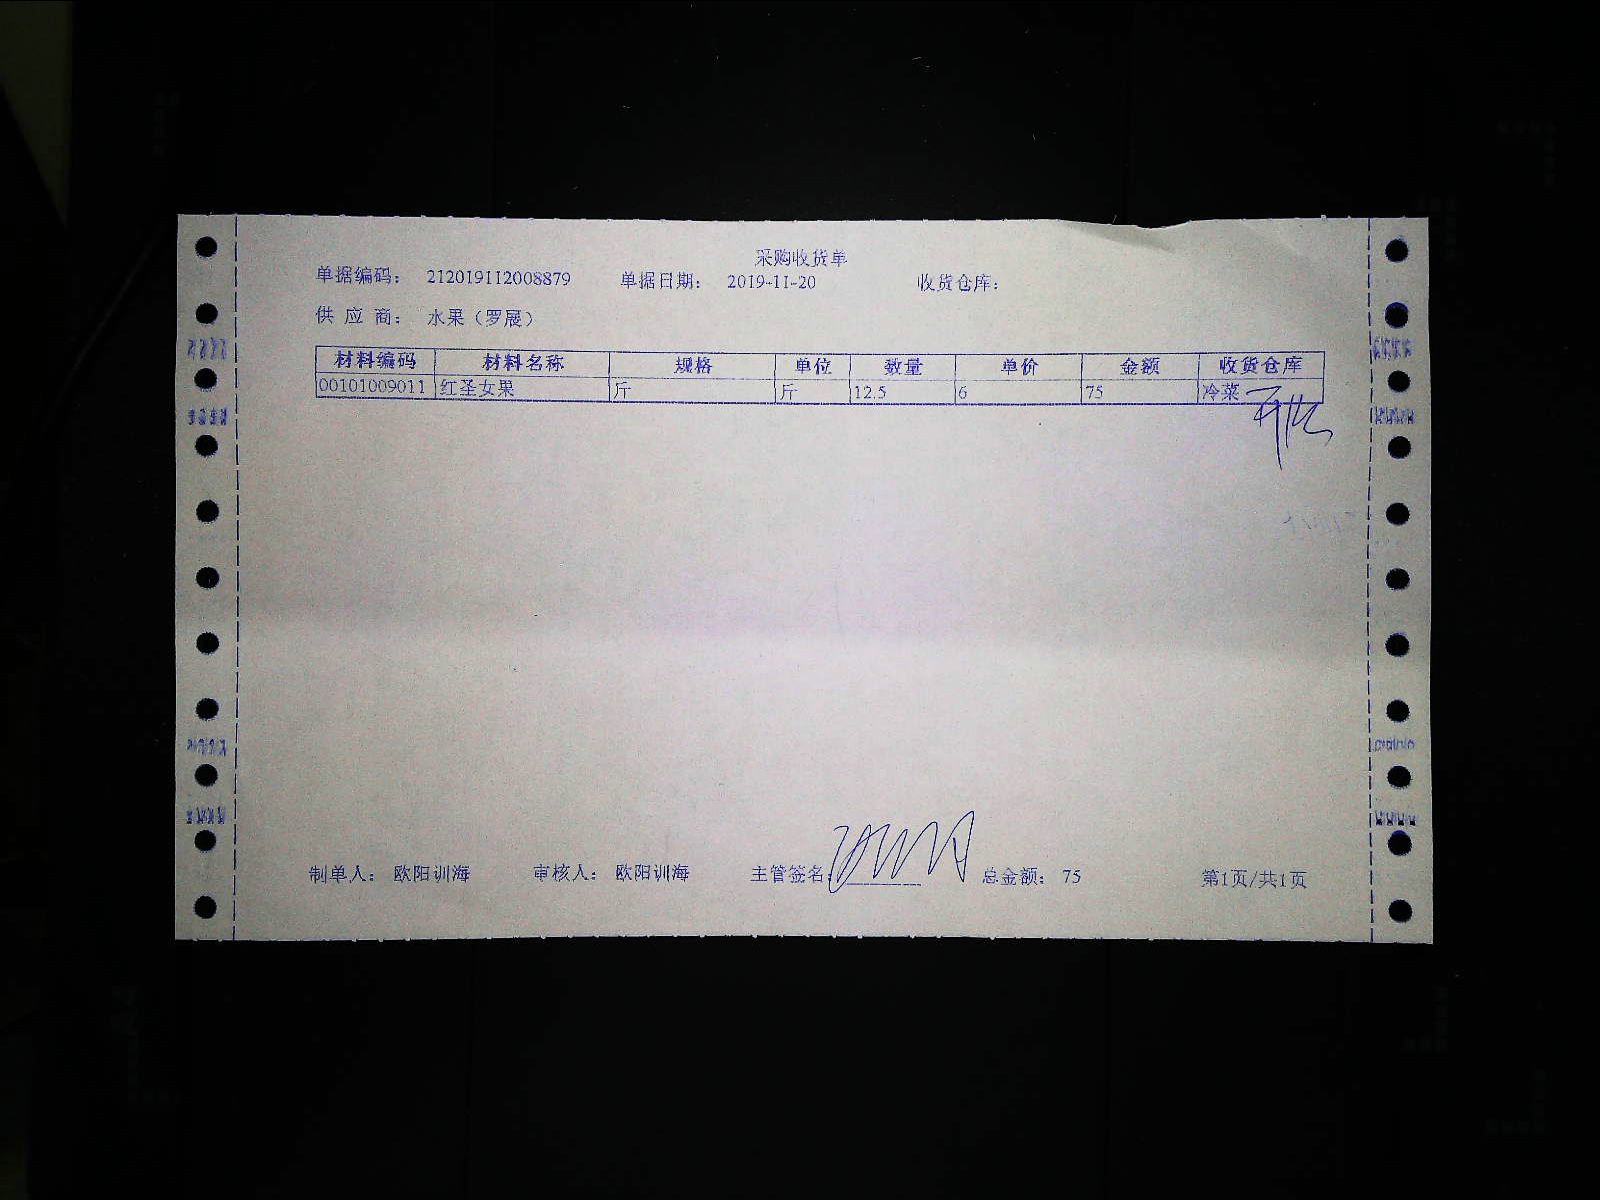 采购收货单
单据编码： 212019112008879 单据日期： 2019-11-20 收货仓库：
供 应 商： 水果（罗展）
材料编码 材料名称 规格 单位 数量 单价 金额 收货仓库
00101009011 红圣女果 斤 斤 12.5 6 75 冷菜
制单人： 欧阳训海 审核人： 欧阳训海 主管签名： 总金额： 75 第1页/共1页